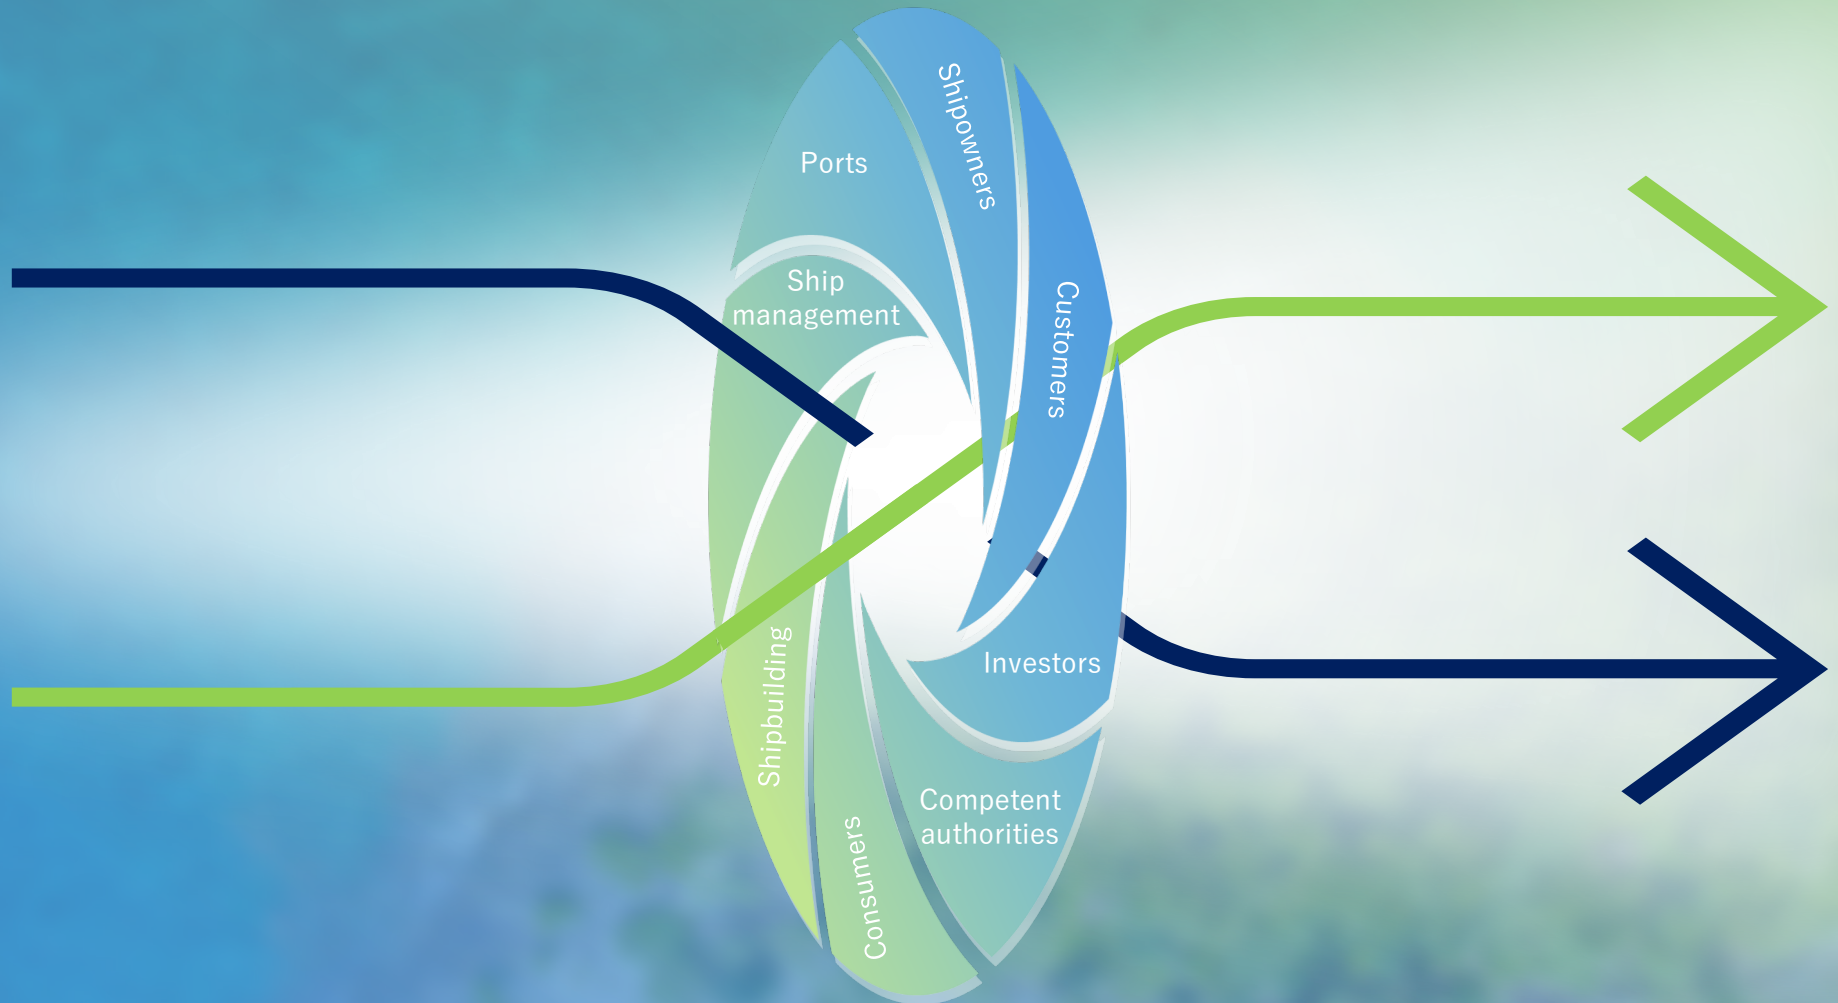 Shipowners
Ports
Customers
Ship
management
Investors
Shipbuilding
Competent
authorities
Consumers